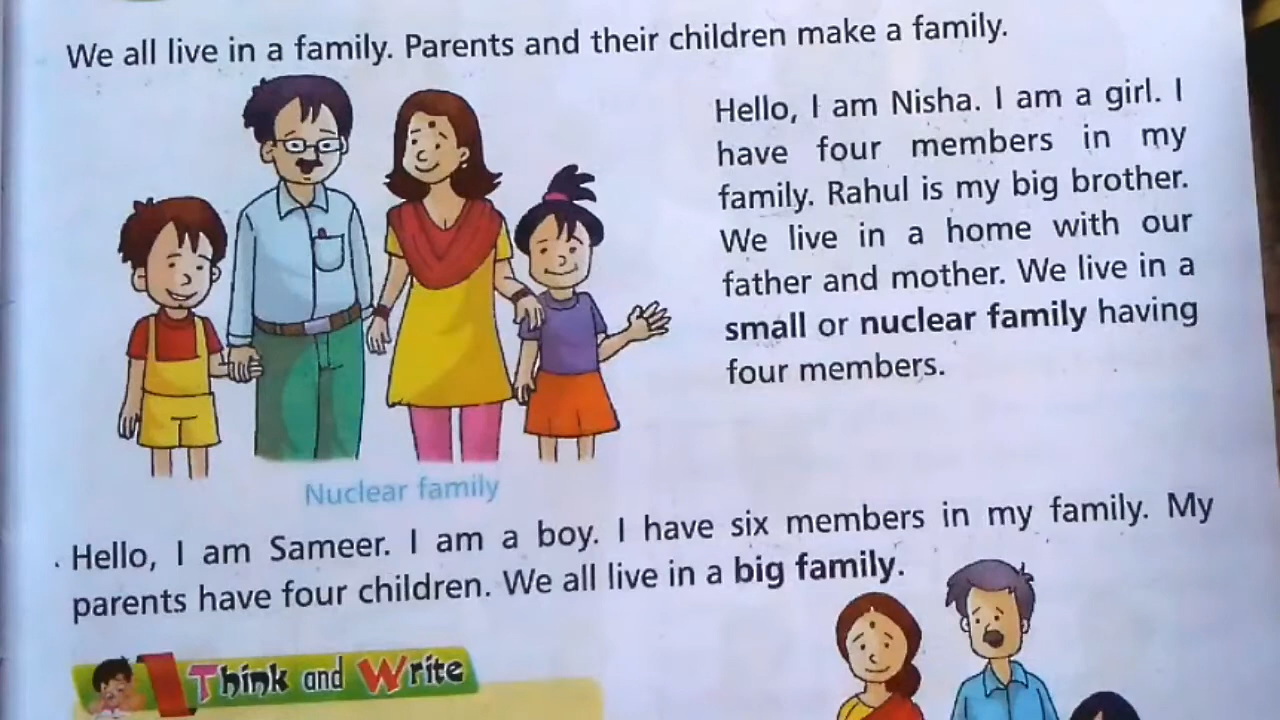 We all live in a family. Parents and their children make a family.
Hello, I am Nisha. I am a girl. I
have four members in my
family. Rahul is my big brother.
We live in a home with our
father and mother. We live in a
small or nuclear family having
four members.
Nuclear family
Hello, I am Sameer. I am a boy. I have six members in my family. My
parents have four children. We all live in a big family.
Think and Write